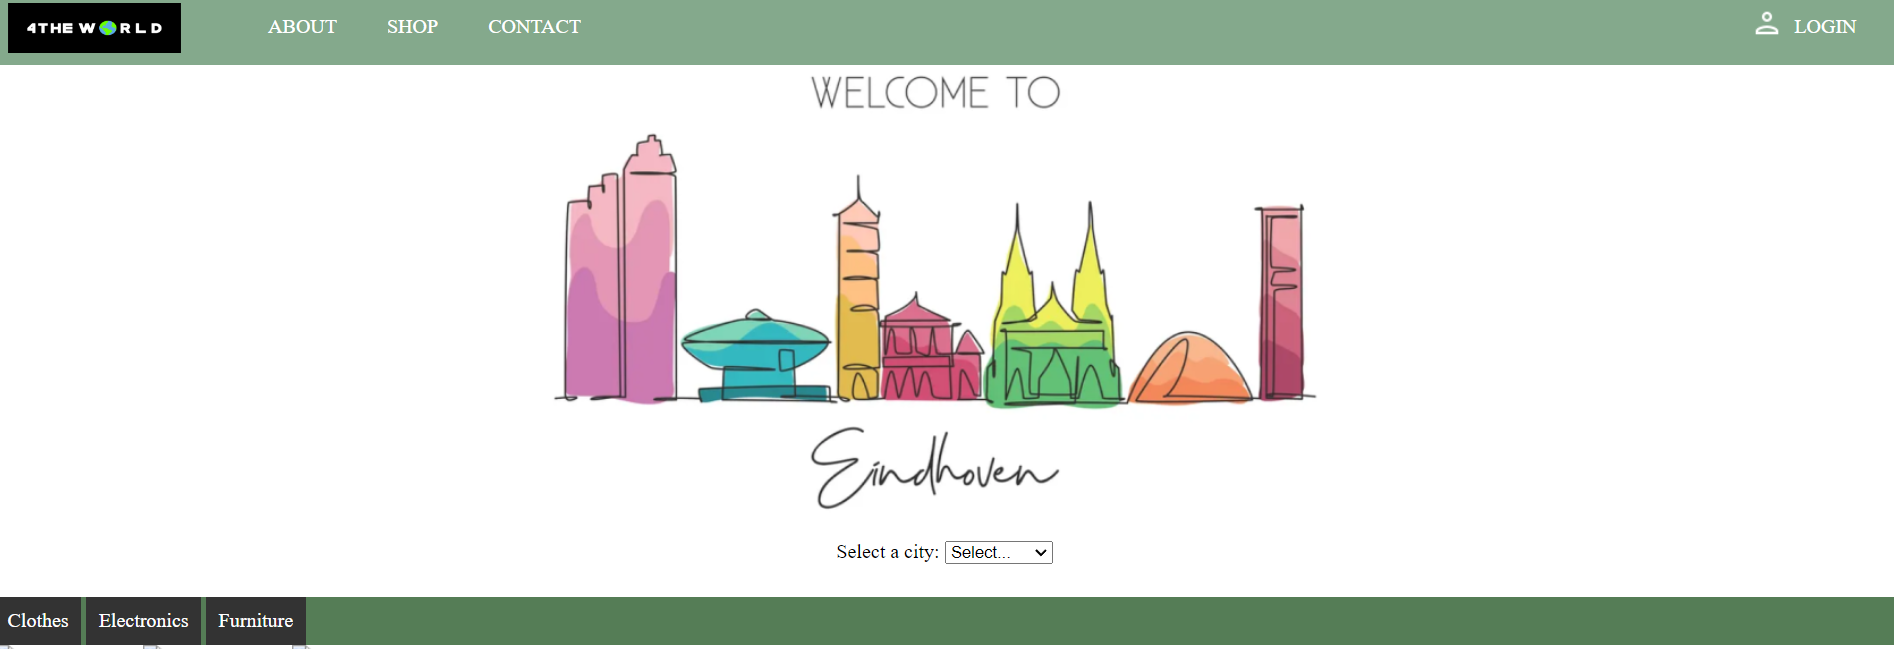 4THE WORLD
ABOUT
SHOP
CONTACT
LOGIN
WELCOME TO
Eindhoven
Select a city: Select...
Clothes
Electronics
Furniture